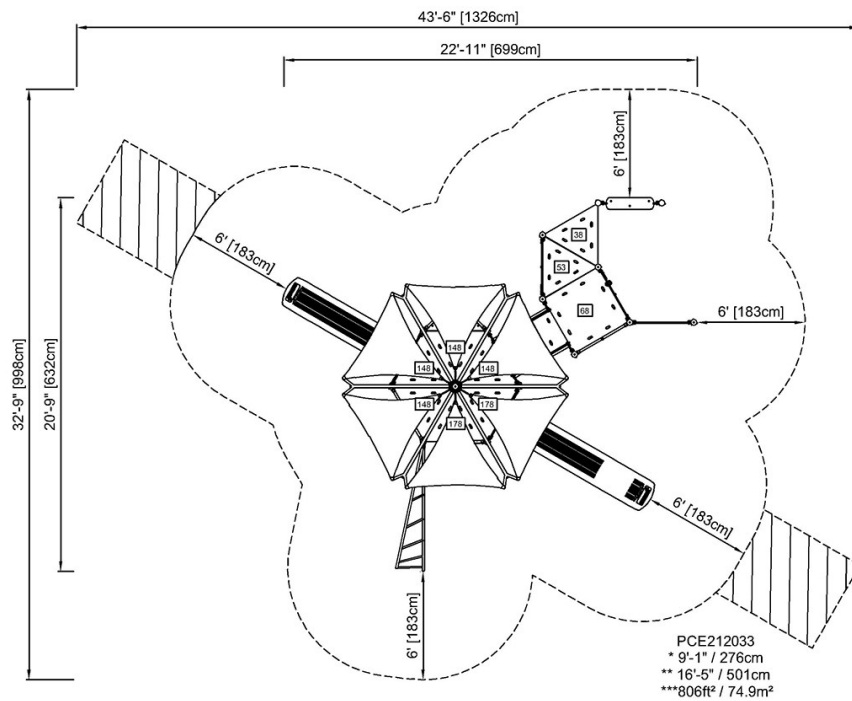 43'-6" [1326cm]
22'-11" [699cm]
6' [183cm]
38
6' [183cm]
53
68
6' [183cm]
32'-9" [998cm]
20'-9" [632cm]
148
148
148
148
178
178
6' [183cm]
6' [183cm]
PCE212033
* 9'-1" / 276cm
** 16'-5" / 501cm
***806ft² / 74.9m²